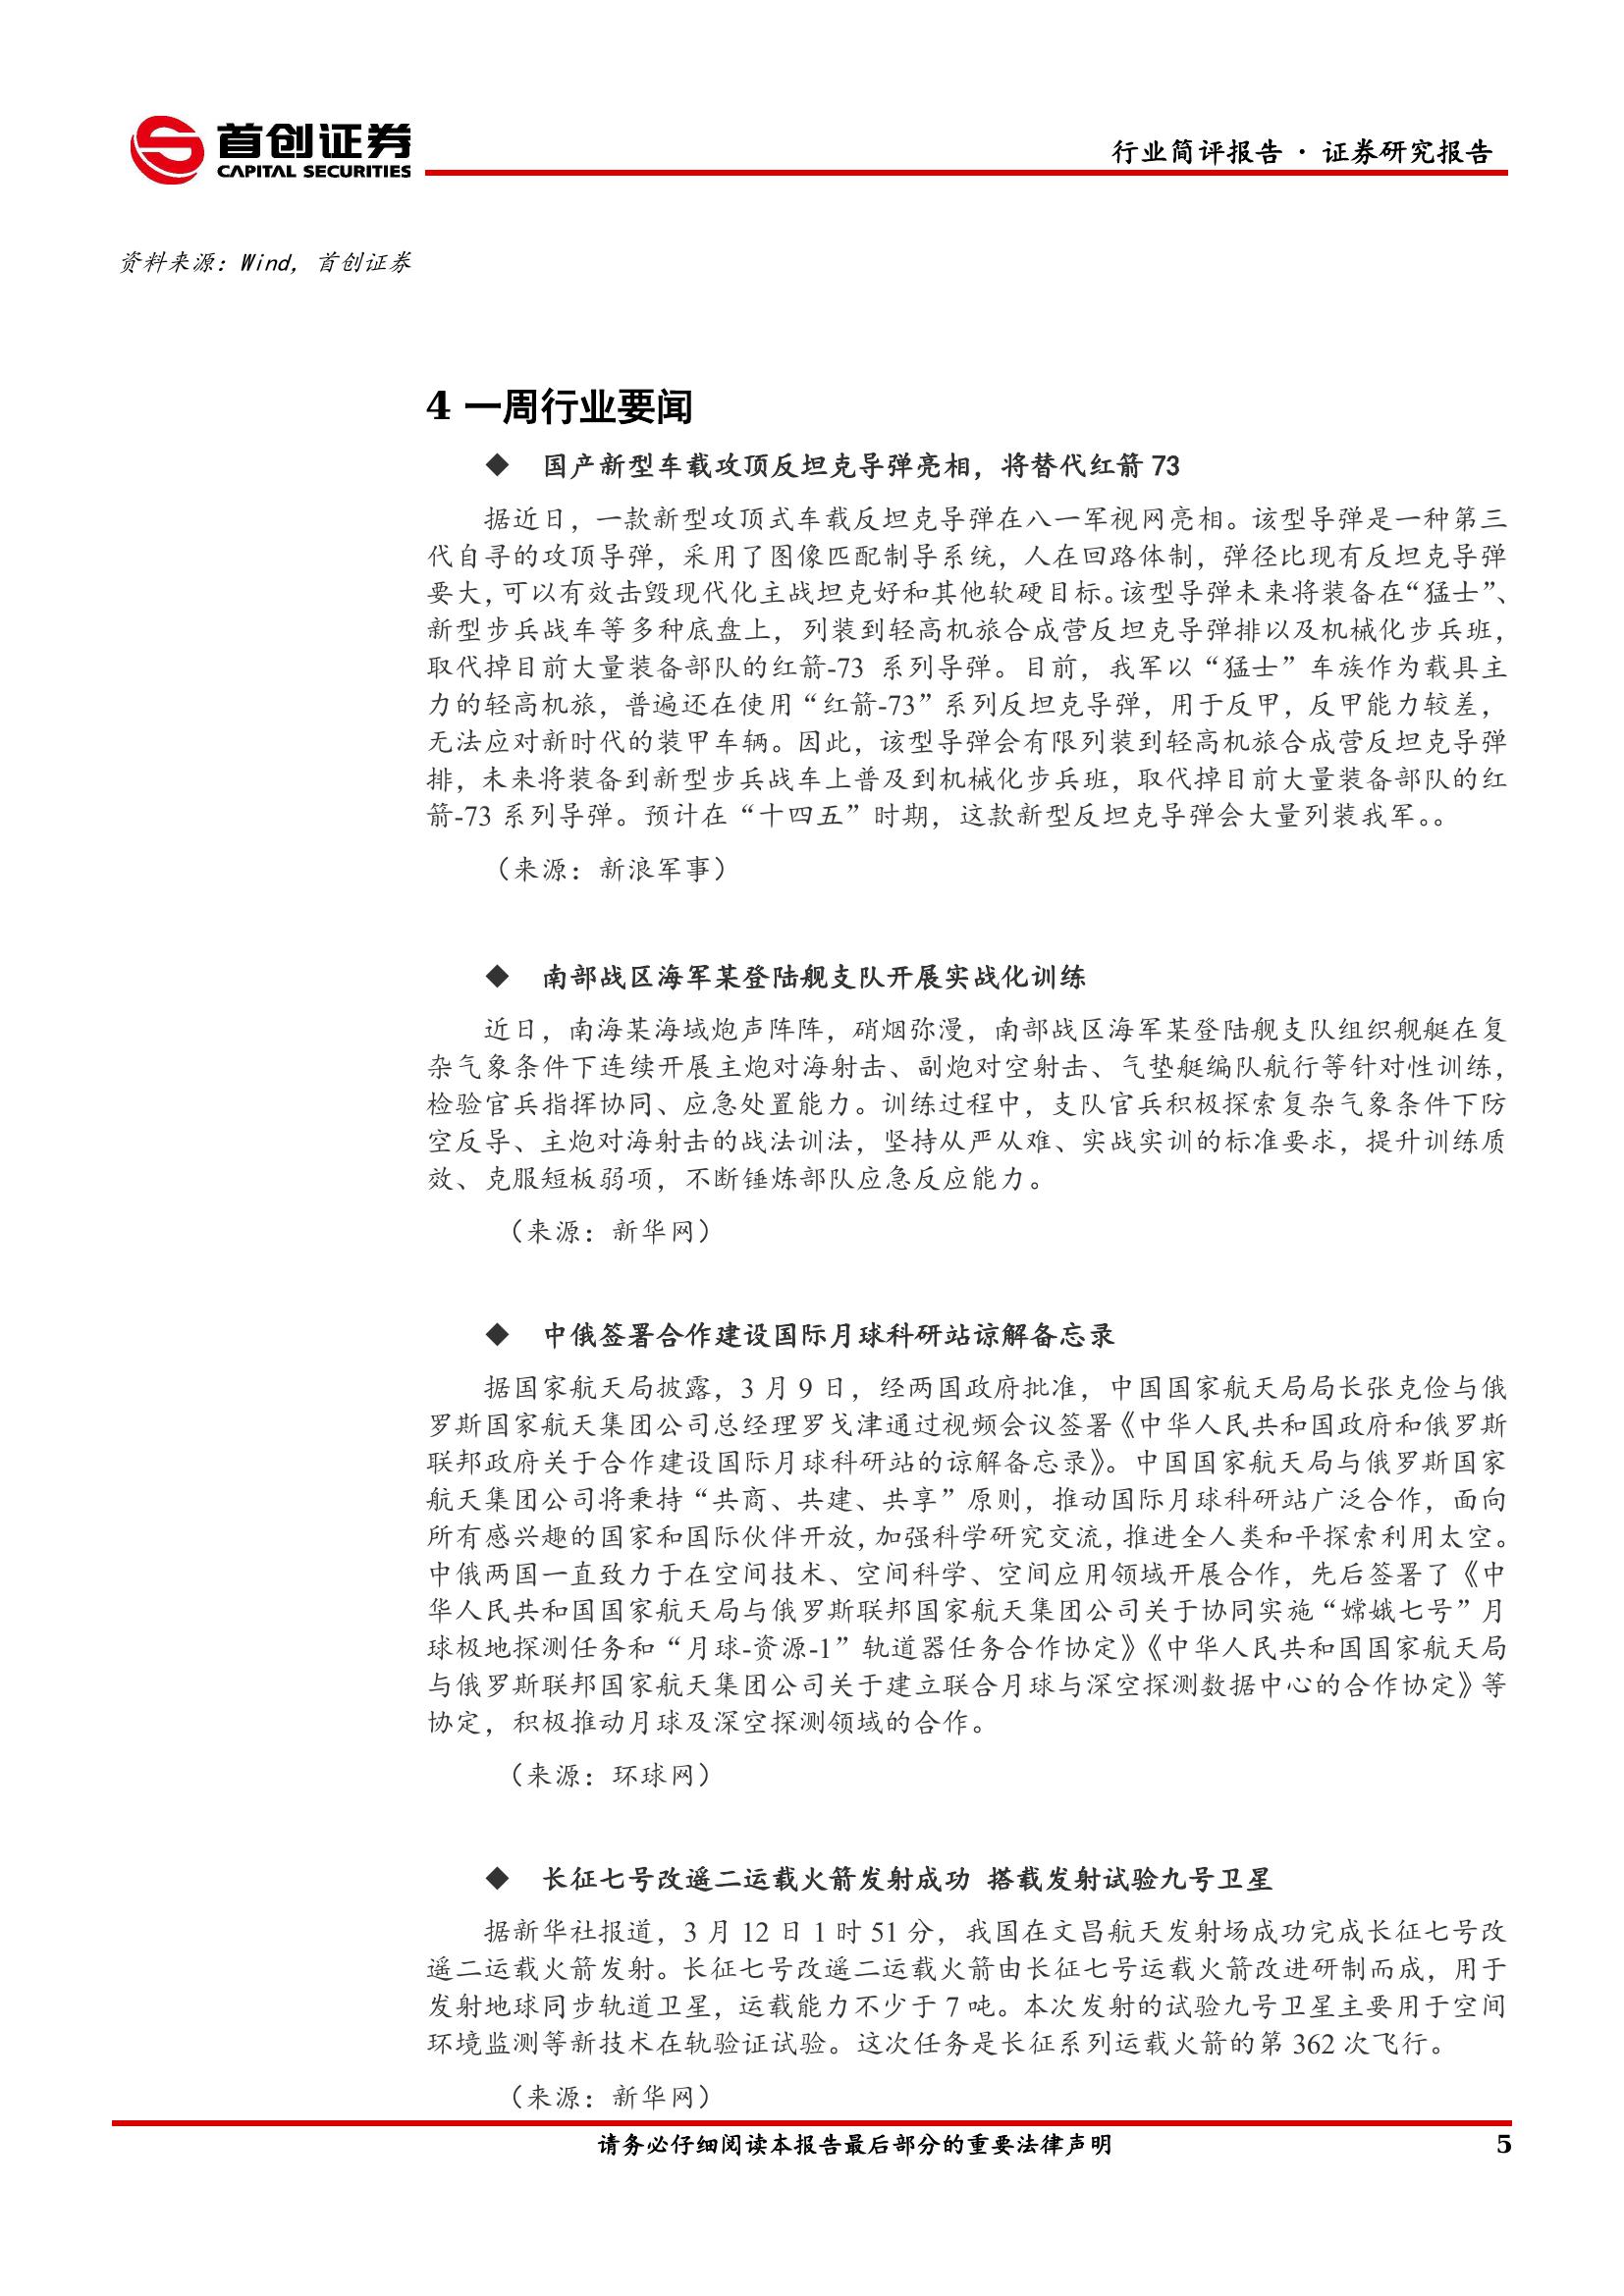 首创证券
CAPITAL SECURITIES
行业简评报告 · 证券研究报告
资料来源：Wind，首创证券
4 一周行业要闻
◆ 国产新型车载攻顶反坦克导弹亮相，将替代红箭 73
据近日，一款新型攻顶式车载反坦克导弹在八一军视网亮相。该型导弹是一种第三
代自寻的攻顶导弹，采用了图像匹配制导系统，人在回路体制，弹径比现有反坦克导弹
要大，可以有效击毁现代化主战坦克好和其他软硬目标。该型导弹未来将装备在“猛士”、
新型步兵战车等多种底盘上，列装到轻高机旅合成营反坦克导弹排以及机械化步兵班，
取代掉目前大量装备部队的红箭-73 系列导弹。目前，我军以“猛士”车族作为载具主
力的轻高机旅，普遍还在使用“红箭-73”系列反坦克导弹，用于反甲，反甲能力较差，
无法应对新时代的装甲车辆。因此，该型导弹会有限列装到轻高机旅合成营反坦克导弹
排，未来将装备到新型步兵战车上普及到机械化步兵班，取代掉目前大量装备部队的红
箭-73 系列导弹。预计在“十四五”时期，这款新型反坦克导弹会大量列装我军。。
（来源：新浪军事）
◆ 南部战区海军某登陆舰支队开展实战化训练
近日，南海某海域炮声阵阵，硝烟弥漫，南部战区海军某登陆舰支队组织舰艇在复
杂气象条件下连续开展主炮对海射击、副炮对空射击、气垫艇编队航行等针对性训练，
检验官兵指挥协同、应急处置能力。训练过程中，支队官兵积极探索复杂气象条件下防
空反导、主炮对海射击的战法训法，坚持从严从难、实战实训的标准要求，提升训练质
效、克服短板弱项，不断锤炼部队应急反应能力。
（来源：新华网）
◆ 中俄签署合作建设国际月球科研站谅解备忘录
据国家航天局披露，3 月 9 日，经两国政府批准，中国国家航天局局长张克俭与俄
罗斯国家航天集团公司总经理罗戈津通过视频会议签署《中华人民共和国政府和俄罗斯
联邦政府关于合作建设国际月球科研站的谅解备忘录》。中国国家航天局与俄罗斯国家
航天集团公司将秉持“共商、共建、共享”原则，推动国际月球科研站广泛合作，面向
所有感兴趣的国家和国际伙伴开放，加强科学研究交流，推进全人类和平探索利用太空。
中俄两国一直致力于在空间技术、空间科学、空间应用领域开展合作，先后签署了《中
华人民共和国国家航天局与俄罗斯联邦国家航天集团公司关于协同实施“嫦娥七号”月
球极地探测任务和“月球-资源-1”轨道器任务合作协定》《中华人民共和国国家航天局
与俄罗斯联邦国家航天集团公司关于建立联合月球与深空探测数据中心的合作协定》等
协定，积极推动月球及深空探测领域的合作。
（来源：环球网）
◆ 长征七号改遥二运载火箭发射成功 搭载发射试验九号卫星
据新华社报道，3 月 12 日 1 时 51 分，我国在文昌航天发射场成功完成长征七号改
遥二运载火箭发射。长征七号改遥二运载火箭由长征七号运载火箭改进研制而成，用于
发射地球同步轨道卫星，运载能力不少于 7 吨。本次发射的试验九号卫星主要用于空间
环境监测等新技术在轨验证试验。这次任务是长征系列运载火箭的第 362 次飞行。
（来源：新华网）
请务必仔细阅读本报告最后部分的重要法律声明
5